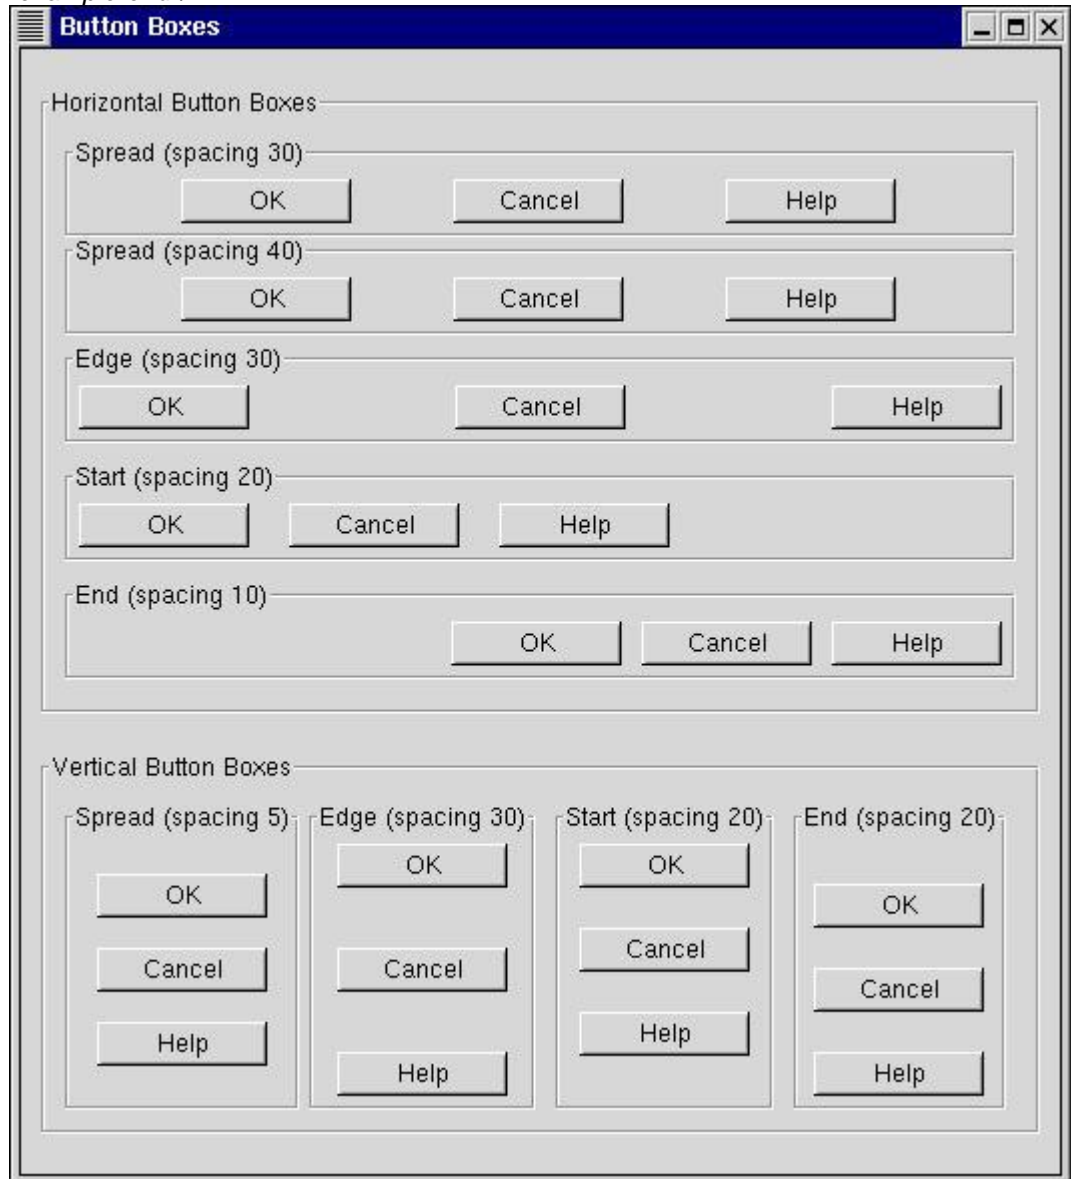 Button Boxes
Horizontal Button Boxes
Spread (spacing 30)
OK Cancel Help
Spread (spacing 40)
OK Cancel Help
Edge (spacing 30)
OK Cancel Help
Start (spacing 20)
OK Cancel Help
End (spacing 10)
OK Cancel Help
Vertical Button Boxes
Spread (spacing 5) Edge (spacing 30) Start (spacing 20) End (spacing 20)
OK OK OK OK
Cancel Cancel Cancel Cancel
Help Help Help Help